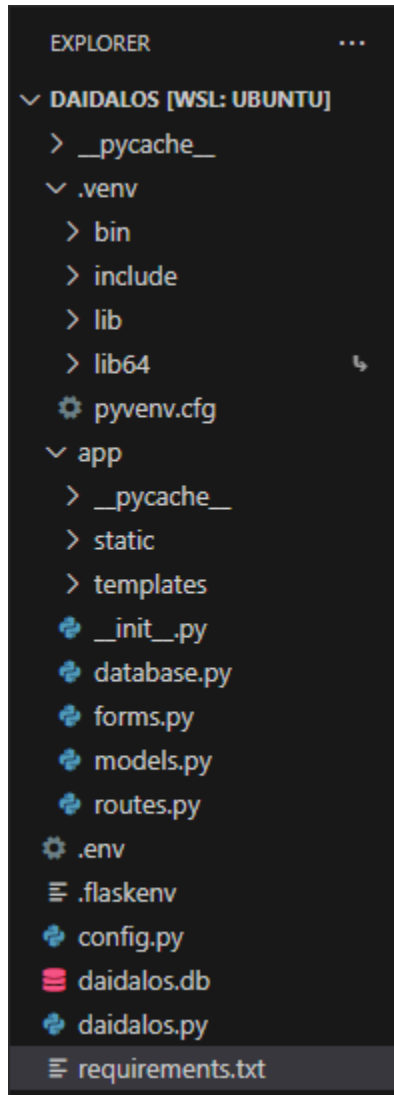 EXPLORER
DAIDALOS [WSL: UBUNTU]
__pycache__
.venv
bin
include
lib
lib64
pyvenv.cfg
app
__pycache__
static
templates
__init__.py
database.py
forms.py
models.py
routes.py
.env
.flaskenv
config.py
daidalos.db
daidalos.py
requirements.txt